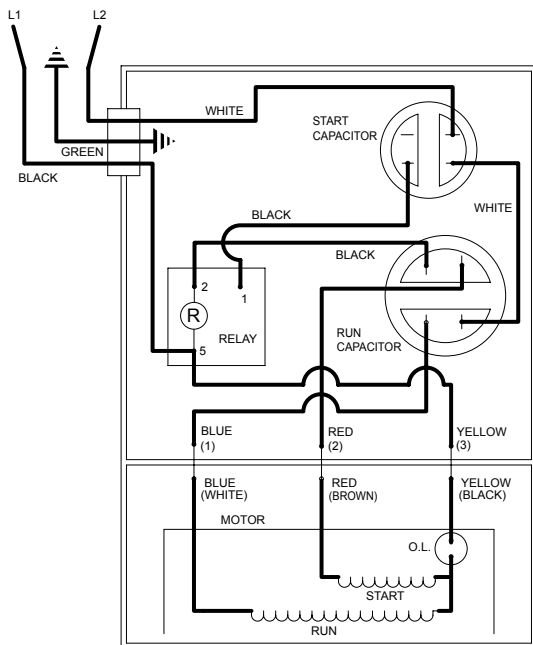 L1
L2
WHITE
START
CAPACITOR
GREEN
BLACK
BLACK
WHITE
BLACK
2
1
R
RELAY
5
RUN
CAPACITOR
BLUE
(1)
RED
(2)
YELLOW
(3)
BLUE
(WHITE)
RED
(BROWN)
YELLOW
(BLACK)
MOTOR
O.L.
START
RUN